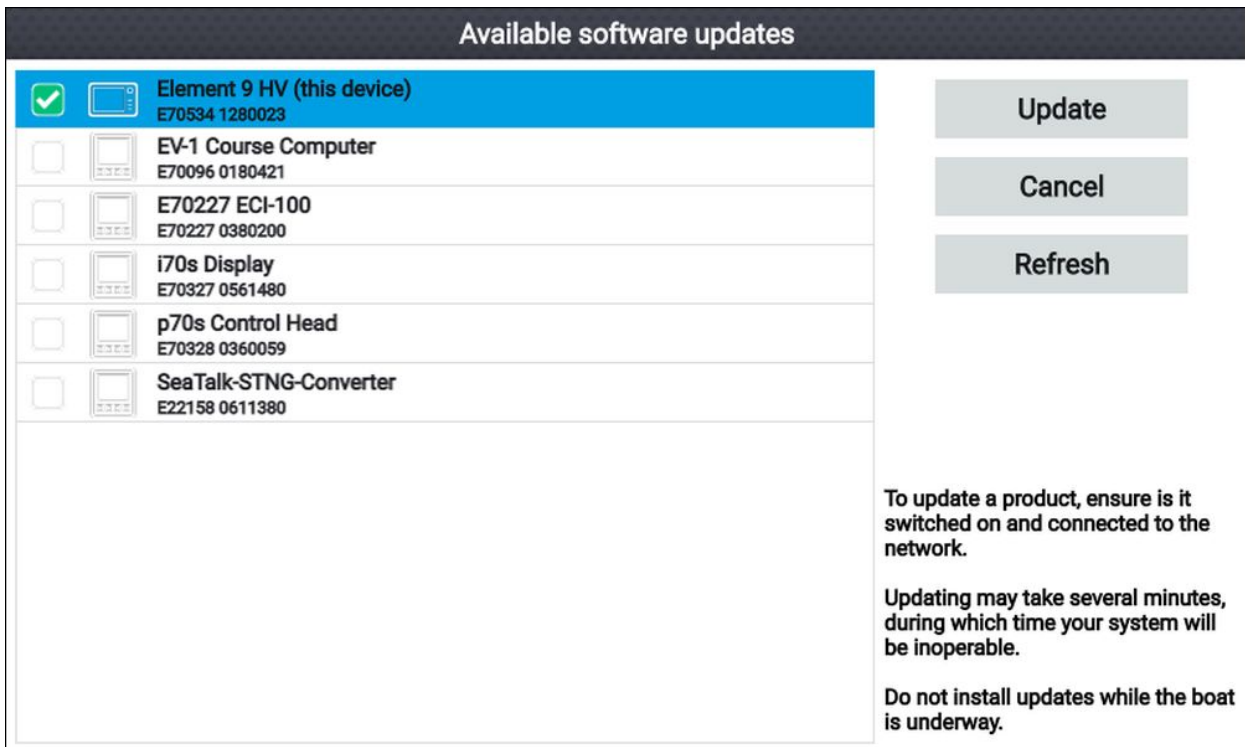 Available software updates
Element 9 HV (this device)
E70534 1280023
EV-1 Course Computer
E70096 0180421
E70227 ECI-100
E70227 0380200
i70s Display
E70327 0561480
p70s Control Head
E70328 0360059
SeaTalk-STNG-Converter
E22158 0611380
Update
Cancel
Refresh
To update a product, ensure is it
switched on and connected to the
network.
Updating may take several minutes,
during which time your system will
be inoperable.
Do not install updates while the boat
is underway.